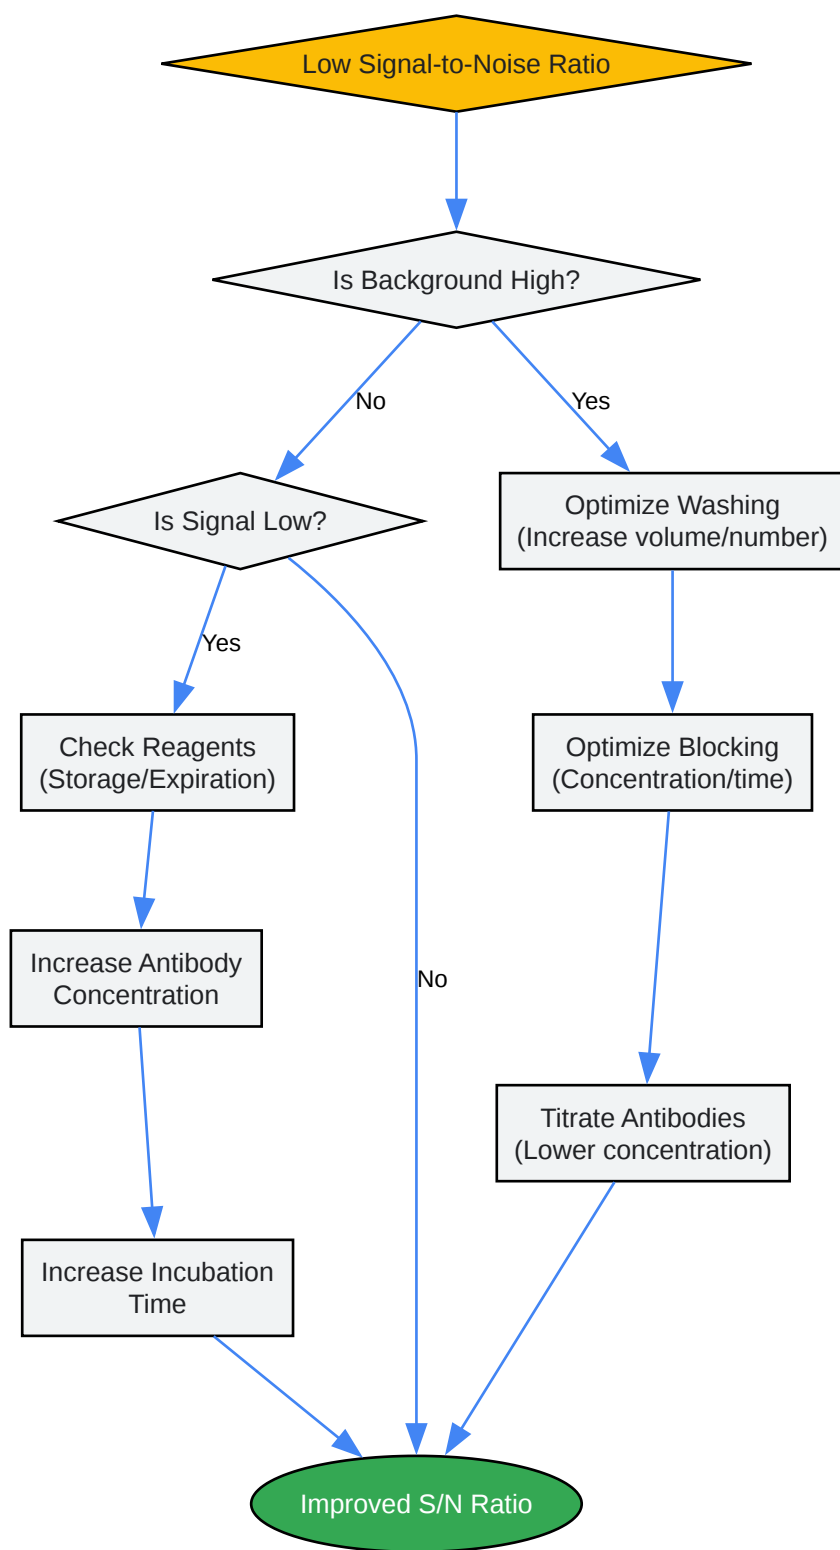 Low Signal-to-Noise Ratio
Is Background High?
No
Yes
Is Signal Low?
Optimize Washing
(Increase volume/number)
Yes
Check Reagents
(Storage/Expiration)
Optimize Blocking
(Concentration/time)
Increase Antibody
Concentration
No
Titrate Antibodies
(Lower concentration)
Increase Incubation
Time
Improved S/N Ratio